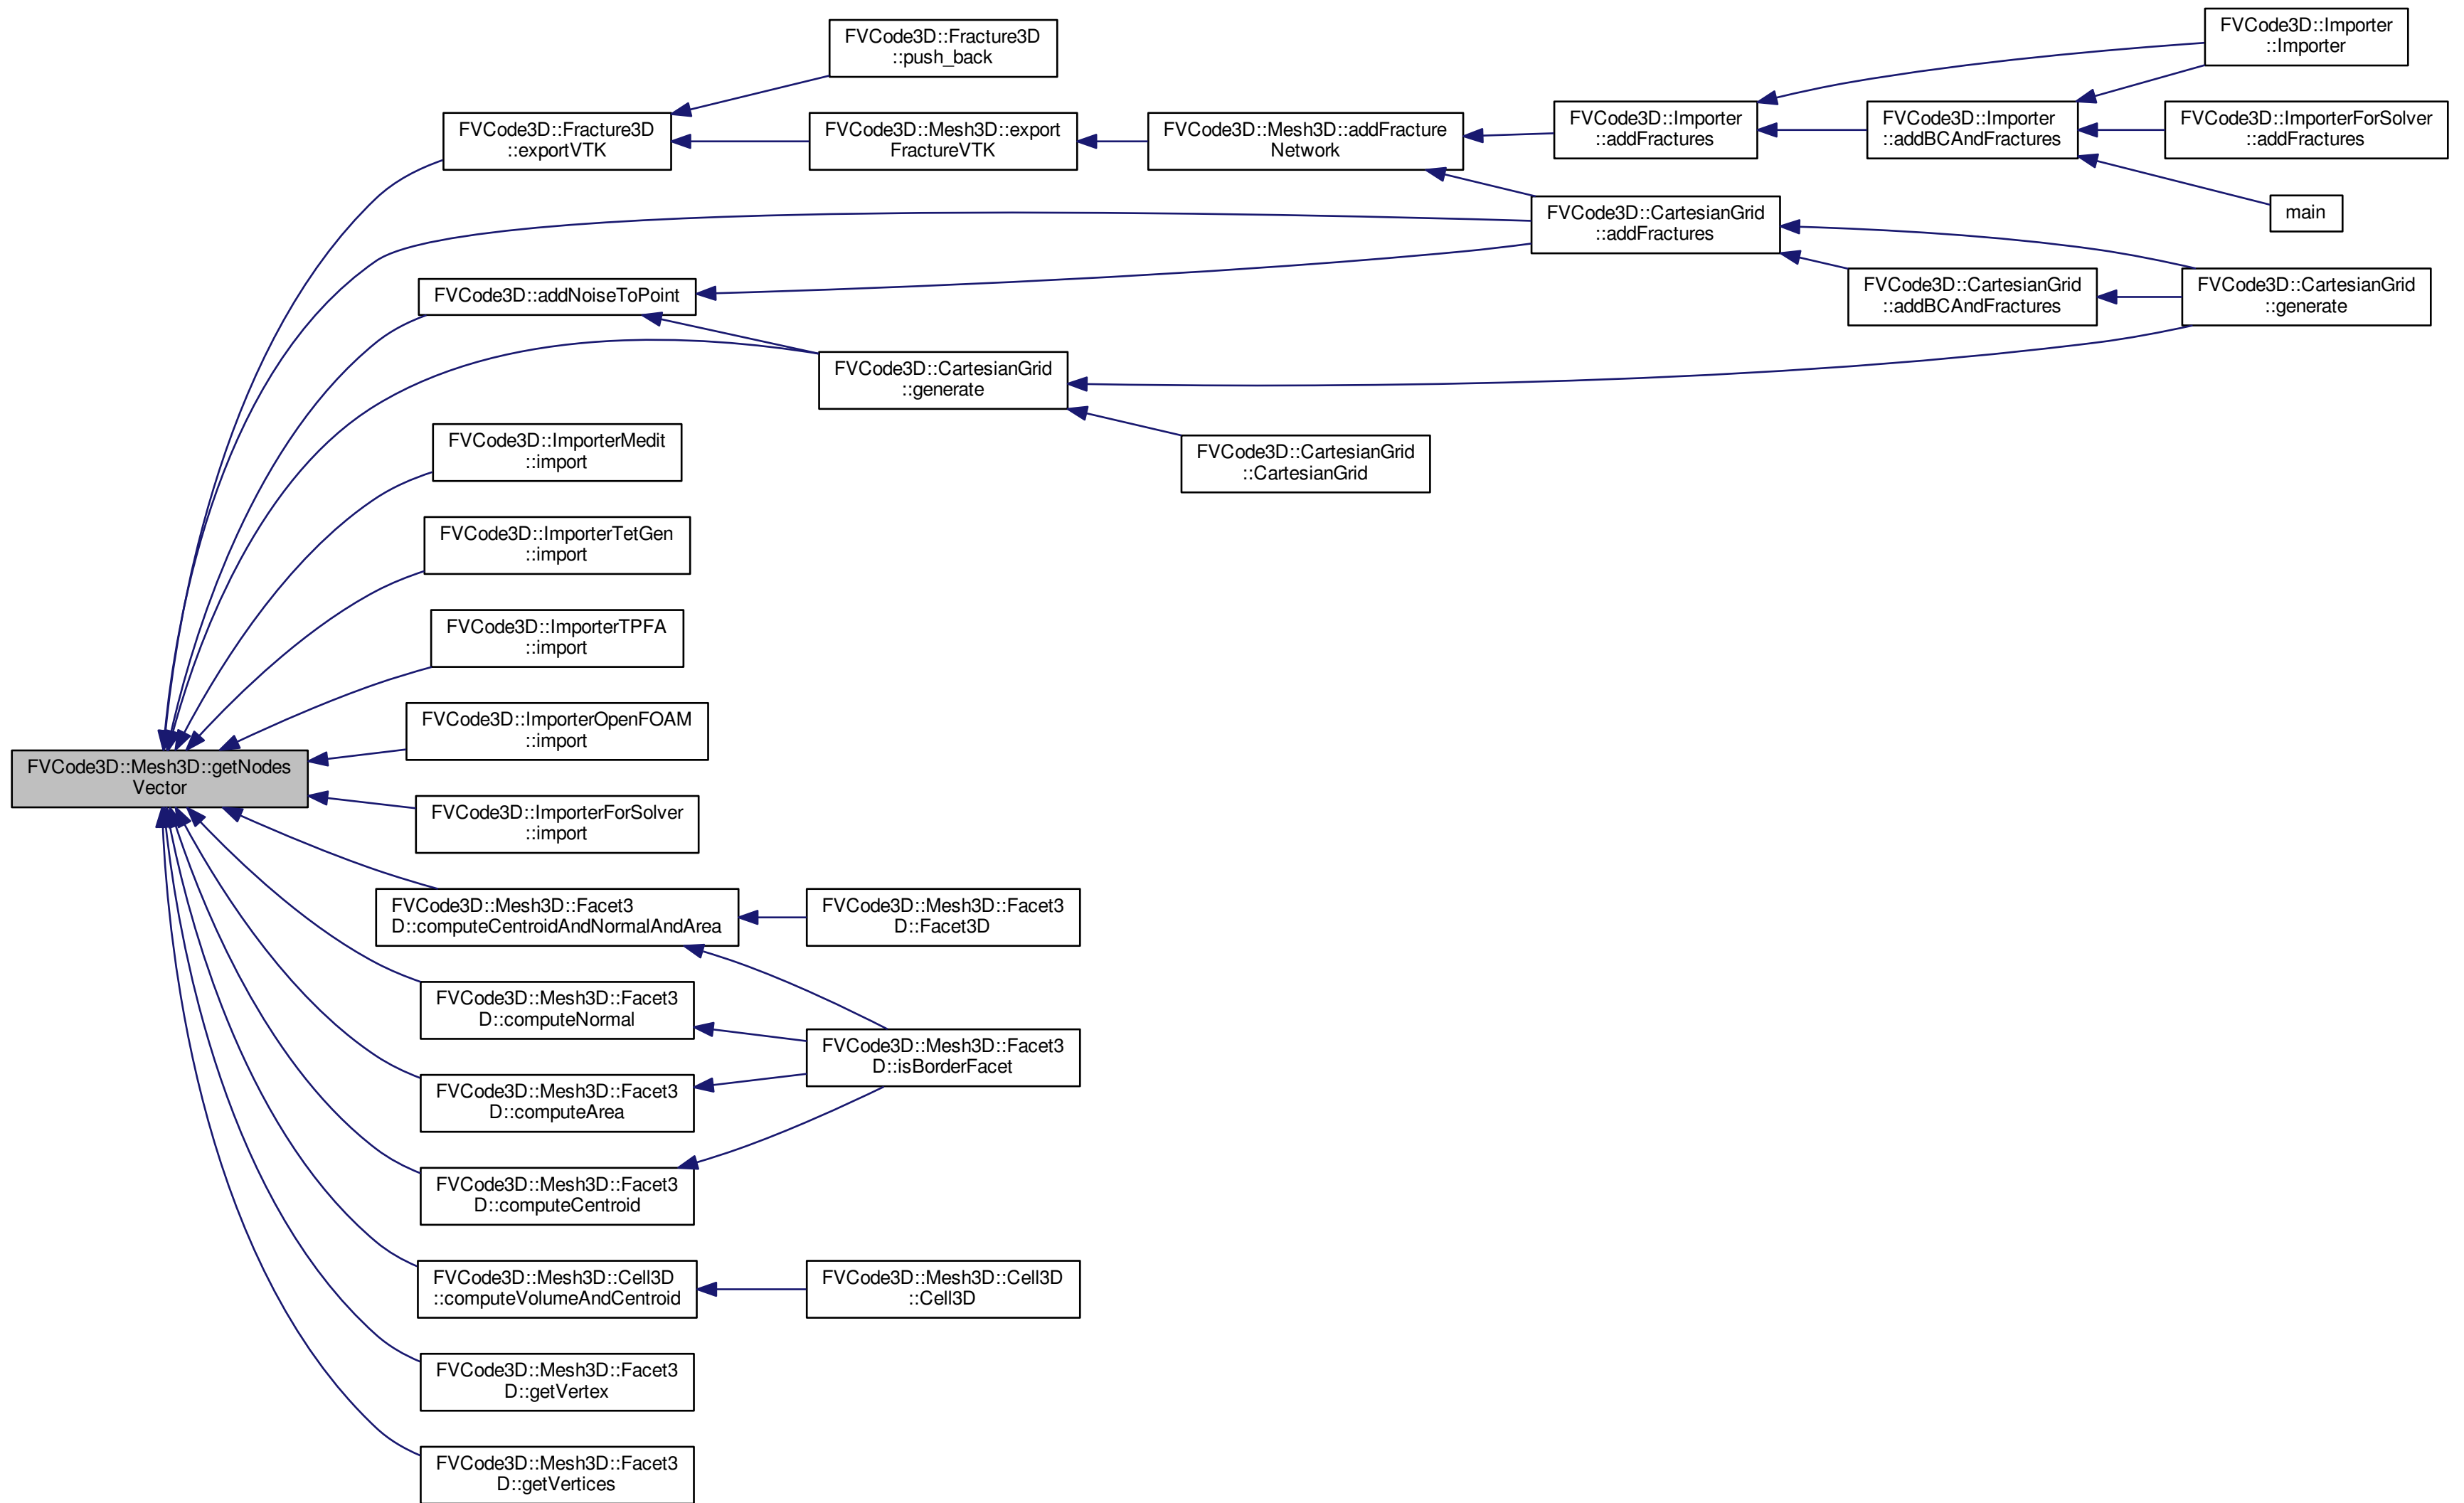 FVCode3D::Mesh3D::getNodes
Vector
FVCode3D::Fracture3D
::exportVTK
FVCode3D::Fracture3D
::push_back
FVCode3D::Mesh3D::export
FractureVTK
FVCode3D::Mesh3D::addFracture
Network
FVCode3D::Importer
::addFractures
FVCode3D::Importer
::Importer
FVCode3D::Importer
::addBCAndFractures
FVCode3D::ImporterForSolver
::addFractures
main
FVCode3D::CartesianGrid
::addFractures
FVCode3D::CartesianGrid
::addBCAndFractures
FVCode3D::CartesianGrid
::generate
FVCode3D::addNoiseToPoint
FVCode3D::CartesianGrid
::generate
FVCode3D::CartesianGrid
::CartesianGrid
FVCode3D::ImporterMedit
::import
FVCode3D::ImporterTetGen
::import
FVCode3D::ImporterTPFA
::import
FVCode3D::ImporterOpenFOAM
::import
FVCode3D::ImporterForSolver
::import
FVCode3D::Mesh3D::Facet3
D::computeCentroidAndNormalAndArea
FVCode3D::Mesh3D::Facet3
D::Facet3D
FVCode3D::Mesh3D::Facet3
D::computeNormal
FVCode3D::Mesh3D::Facet3
D::isBorderFacet
FVCode3D::Mesh3D::Facet3
D::computeArea
FVCode3D::Mesh3D::Facet3
D::computeCentroid
FVCode3D::Mesh3D::Cell3D
::computeVolumeAndCentroid
FVCode3D::Mesh3D::Cell3D
::Cell3D
FVCode3D::Mesh3D::Facet3
D::getVertex
FVCode3D::Mesh3D::Facet3
D::getVertices